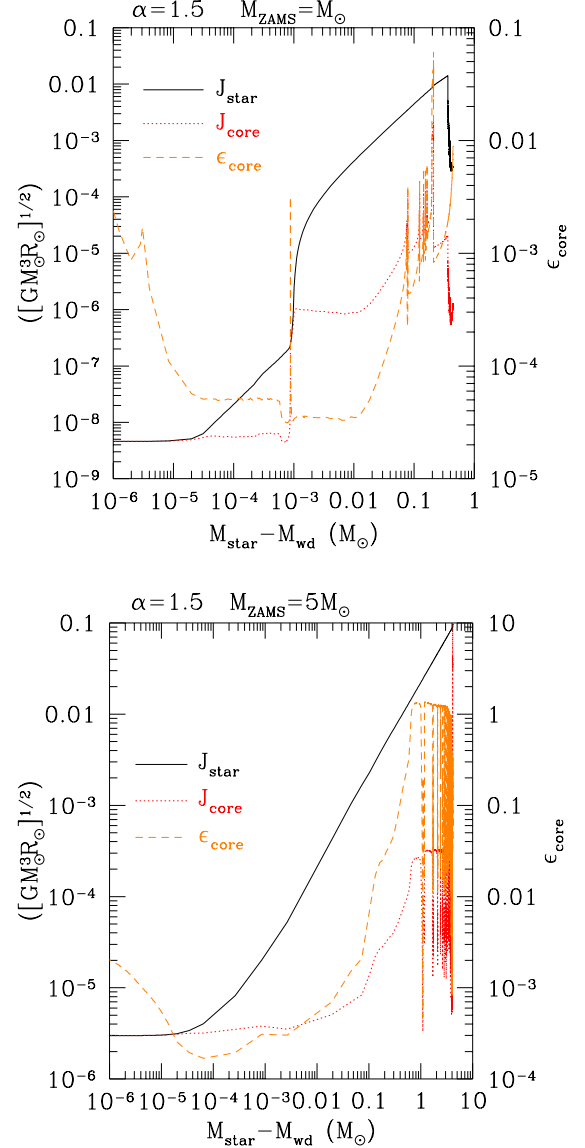 α=1.5 M_ZAMS=M_⊙
0.1 0.1
0.01
10^-3 0.01
10^-4
10^-5 10^-3
10^-6
10^-7 10^-4
10^-8
10^-9 10^-5
J_star
J_core
ϵ_core
([GM_⊙^3R_⊙]^1/2)
ϵ_core
10^-6 10^-5 10^-4 10^-3 0.01 0.1 1
M_star−M_wd (M_⊙)
α=1.5 M_ZAMS=5M_⊙
0.1 10
0.01 1
10^-3 0.1
10^-4 0.01
10^-5 10^-3
10^-6 10^-4
J_star
J_core
ϵ_core
([GM_⊙^3R_⊙]^1/2)
ϵ_core
10^-6 10^-5 10^-4 10^-3 0.01 0.1 1 10
M_star−M_wd (M_⊙)